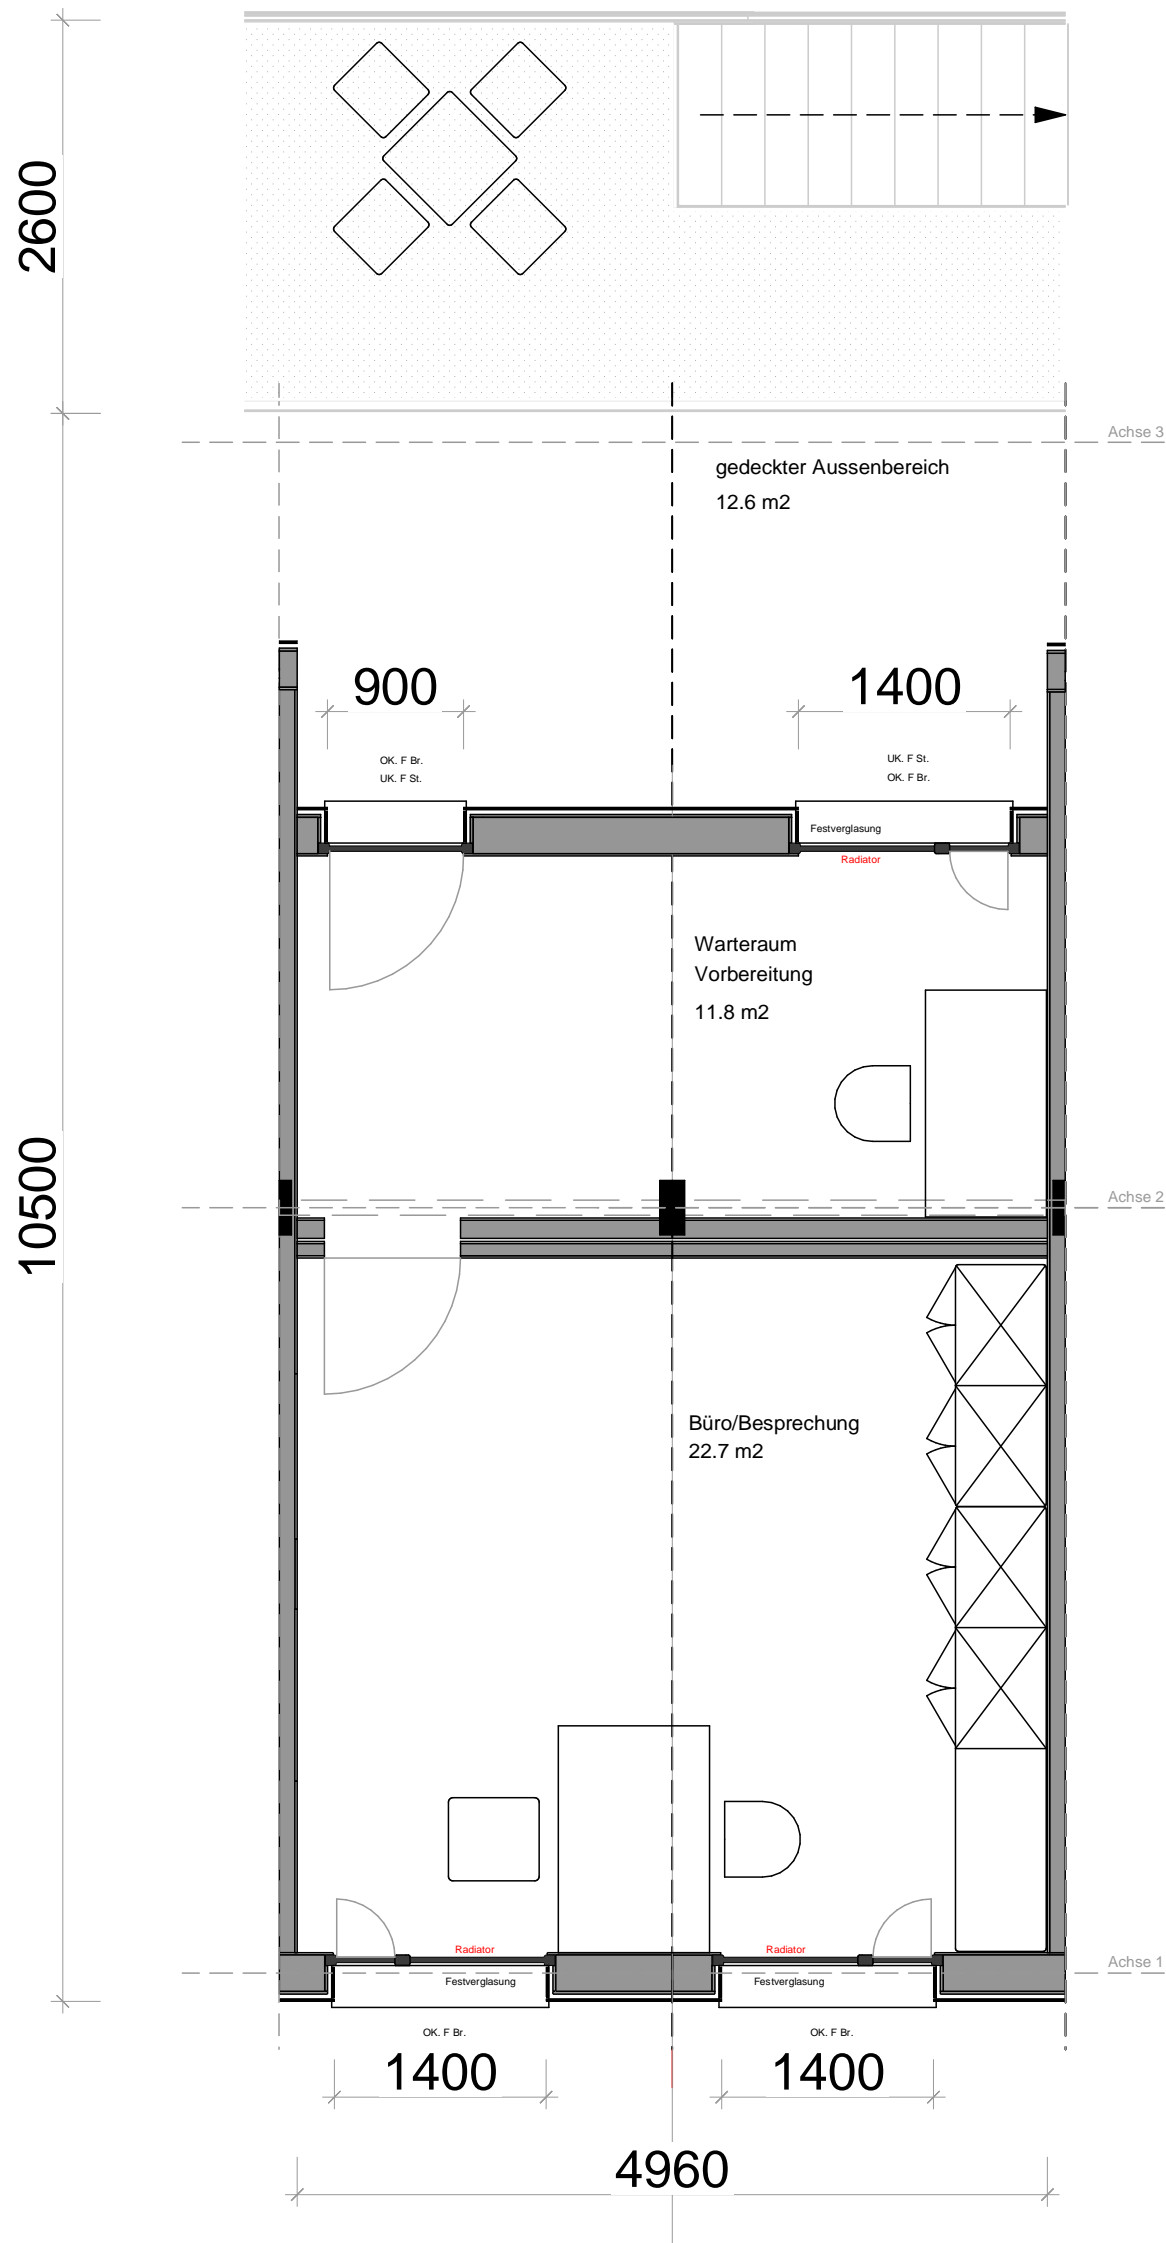 2600
Achse 3
gedeckter Aussenbereich
12.6 m2
900
1400
OK. F Br.
UK. F St.
UK. F St.
OK. F Br.
Festverglasung
Radiator
Warteraum
Vorbereitung
11.8 m2
10500
Achse 2
Büro/Besprechung
22.7 m2
Radiator
Radiator
Festverglasung
Festverglasung
Achse 1
OK. F Br.
OK. F Br.
1400
1400
4960